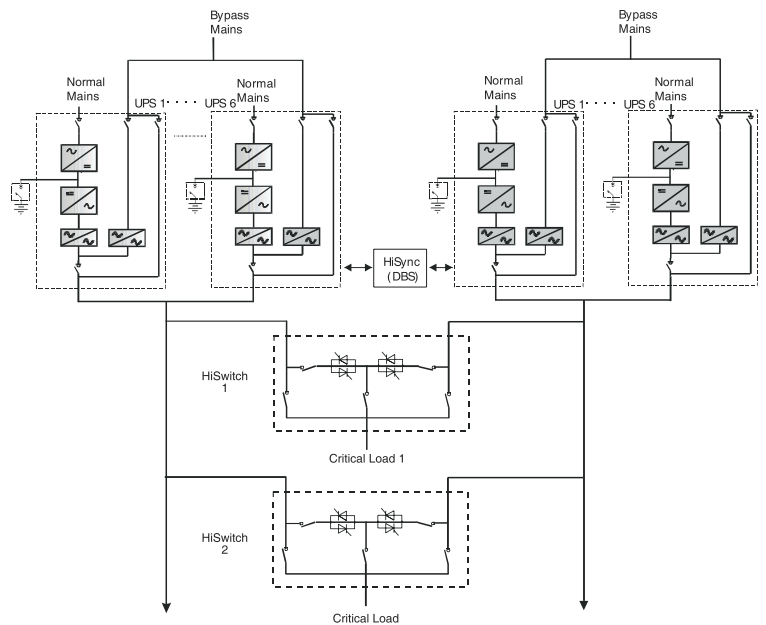 Bypass
Mains
Bypass
Mains
Normal
Mains
UPS 1 · · · · UPS 6
Normal
Mains
Normal
Mains
UPS 1 · · · · UPS 6
Normal
Mains
HiSync
(DBS)
HiSwitch
1
Critical Load 1
HiSwitch
2
Critical Load